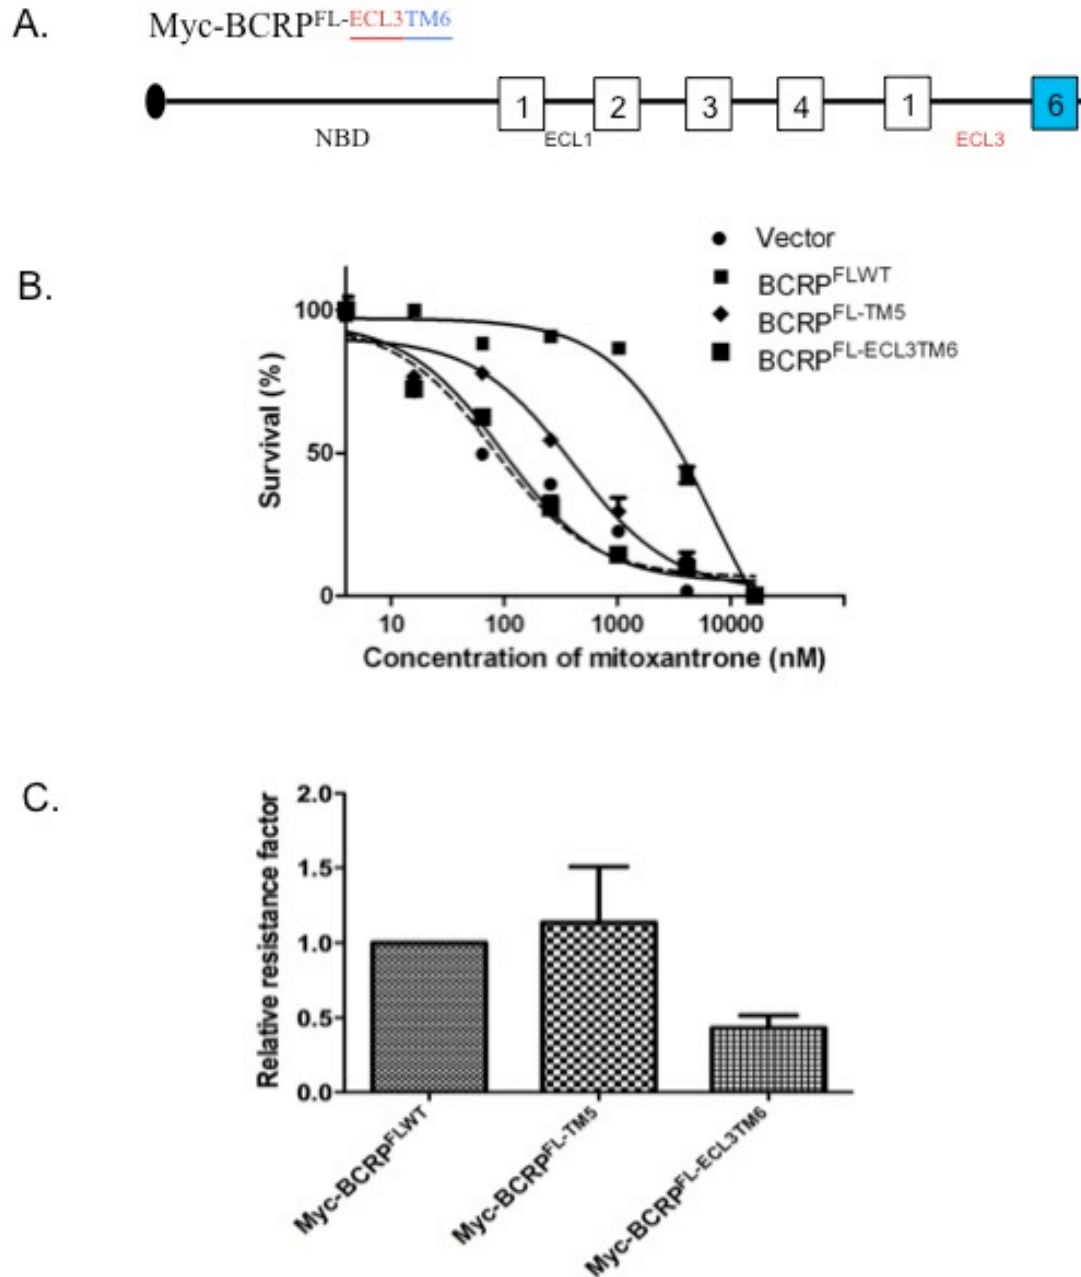 A.
Myc-BCRP^FL-ECL3TM6
1 2 3 4 1 6
NBD ECL1 ECL3
B.
Vector
BCRP^FLWT
BCRP^FL-TM5
BCRP^FL-ECL3TM6
Survival (%)
100
50
0
10 100 1000 10000
Concentration of mitoxantrone (nM)
C.
Relative resistance factor
2.0
1.5
1.0
0.5
0.0
Myc-BCRP^FLWT
Myc-BCRP^FL-TM5
Myc-BCRP^FL-ECL3TM6